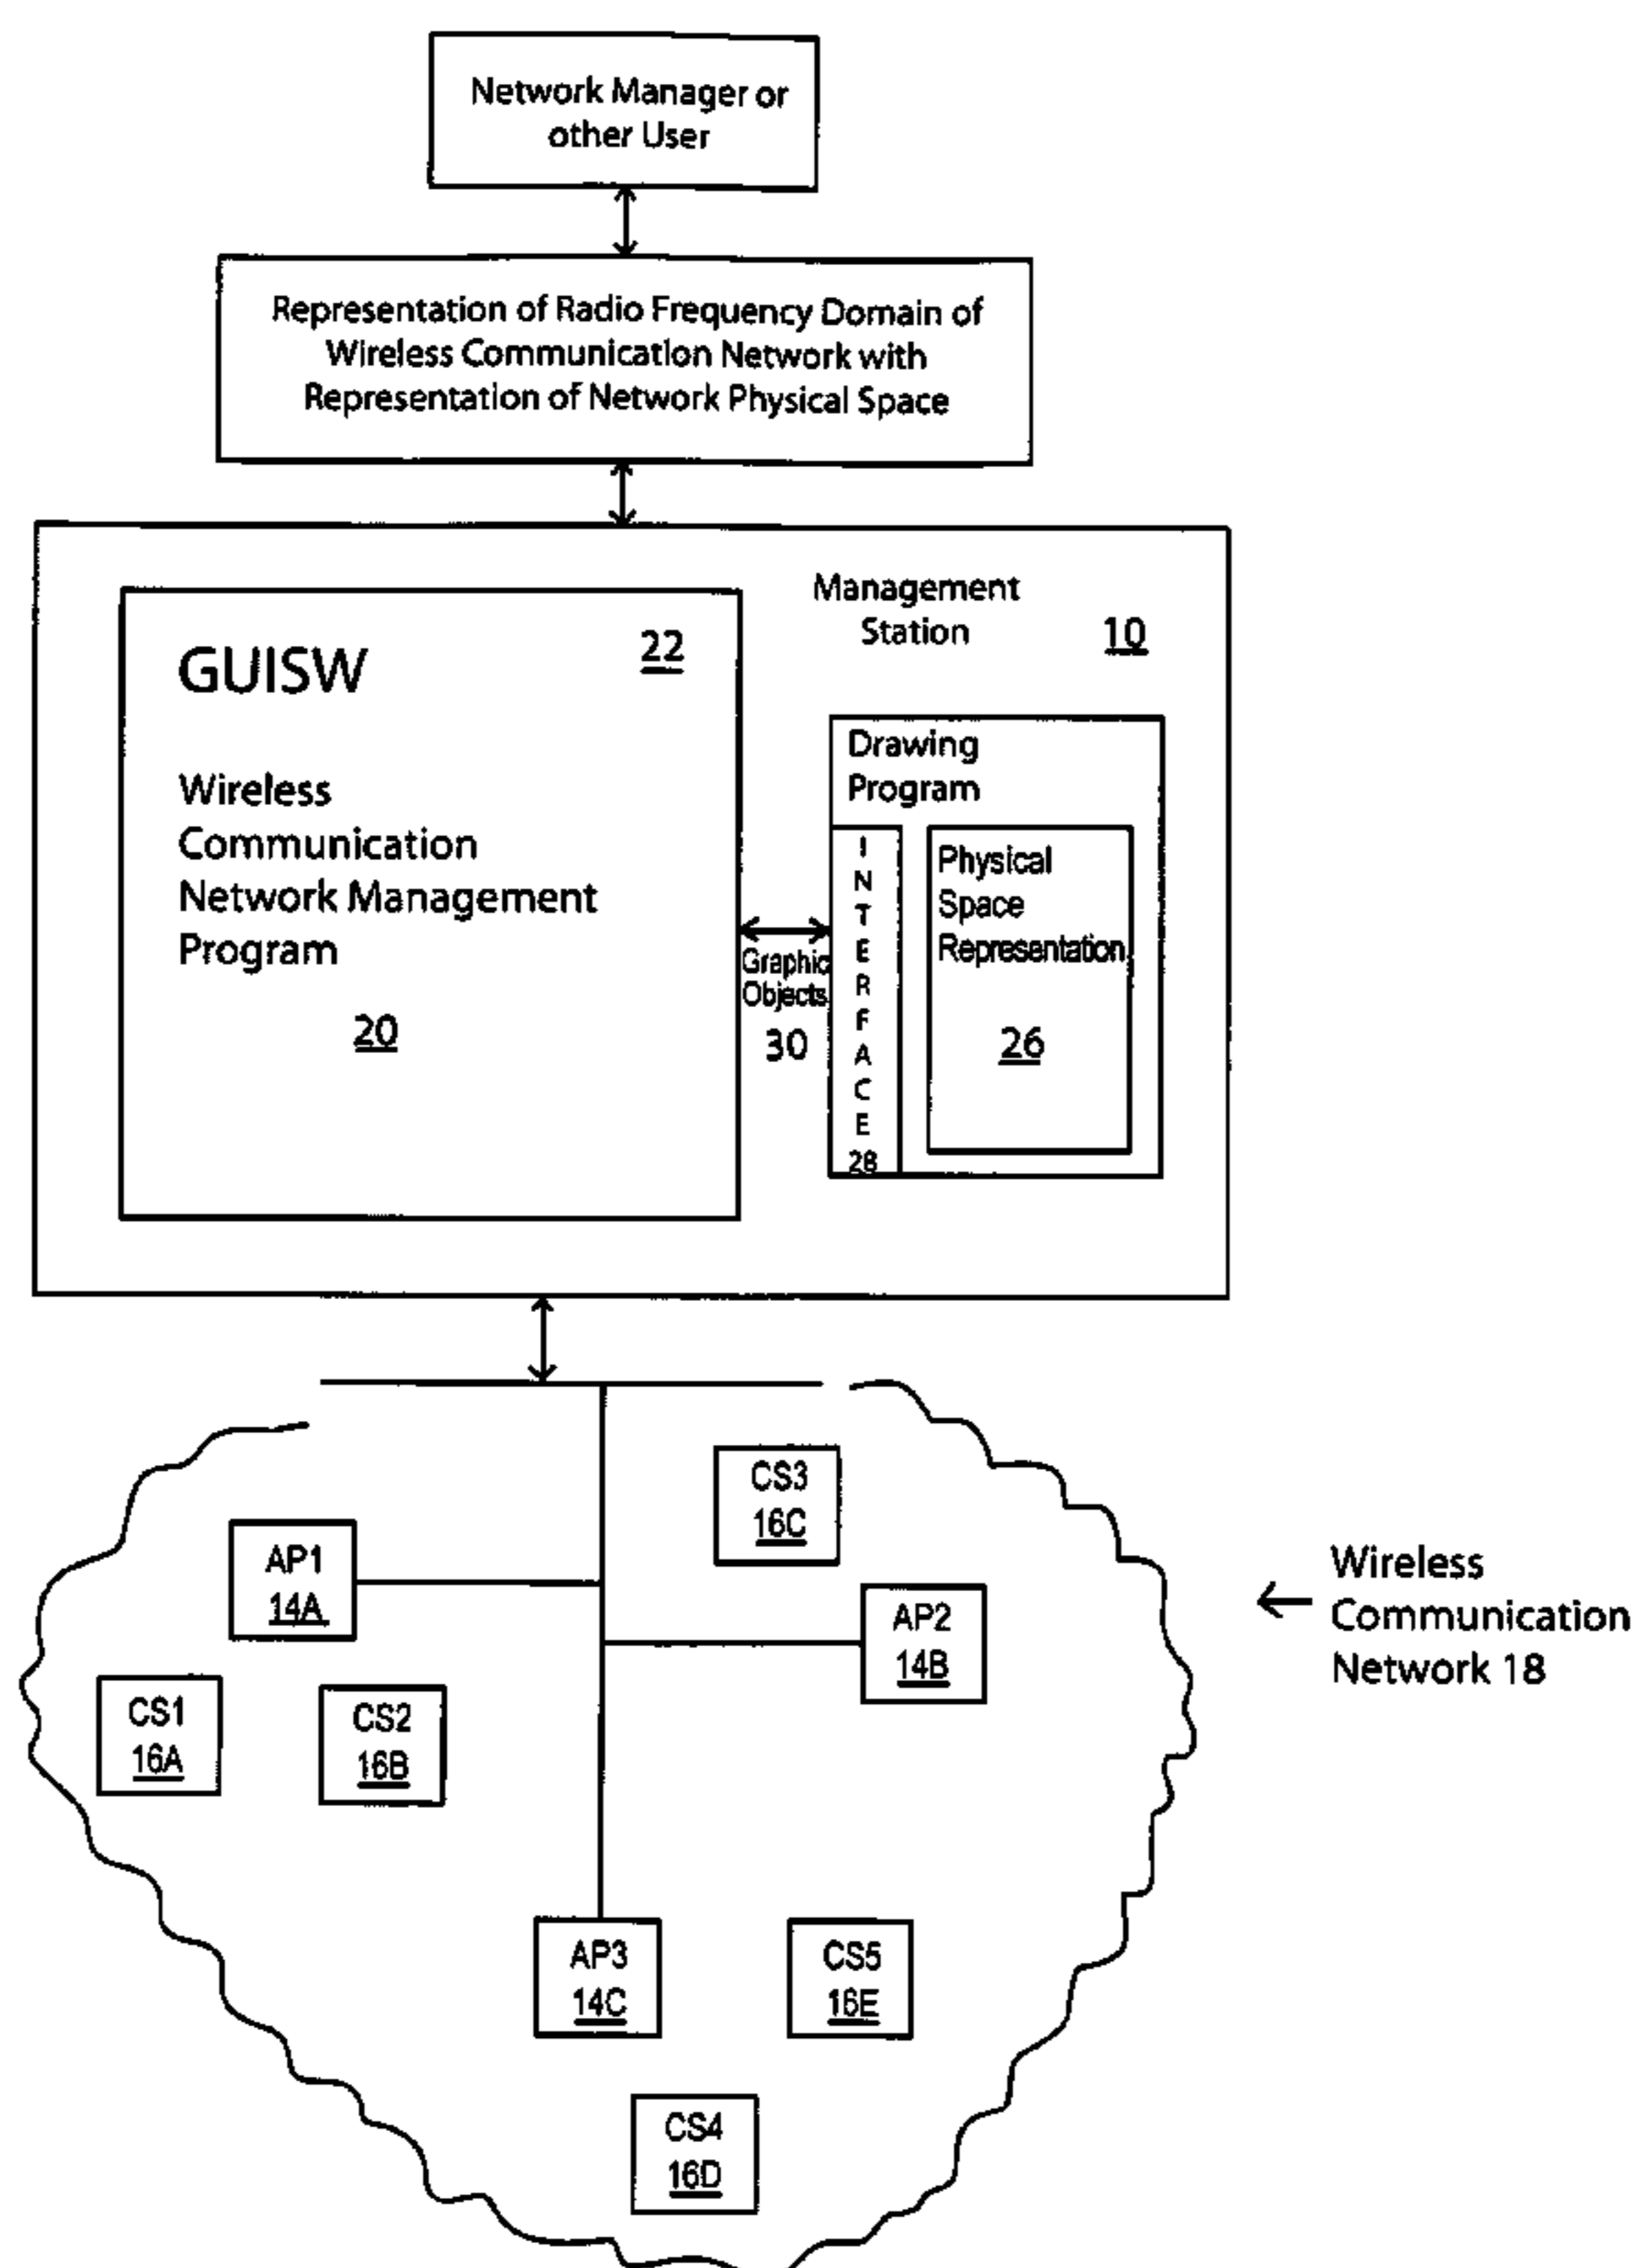 Network Manager or
other User
Representation of Radio Frequency Domain of
Wireless Communication Network with
Representation of Network Physical Space
Management
Station
10
GUISW
22
Wireless
Communication
Network Management
Program
20
Graphic
Objects
30
Drawing
Program
I
N
T
E
R
F
A
C
E
28
Physical
Space
Representation
26
CS3
16C
AP1
14A
AP2
14B
Wireless
Communication
Network 18
CS1
16A
CS2
16B
AP3
14C
CS5
16E
CS4
16D